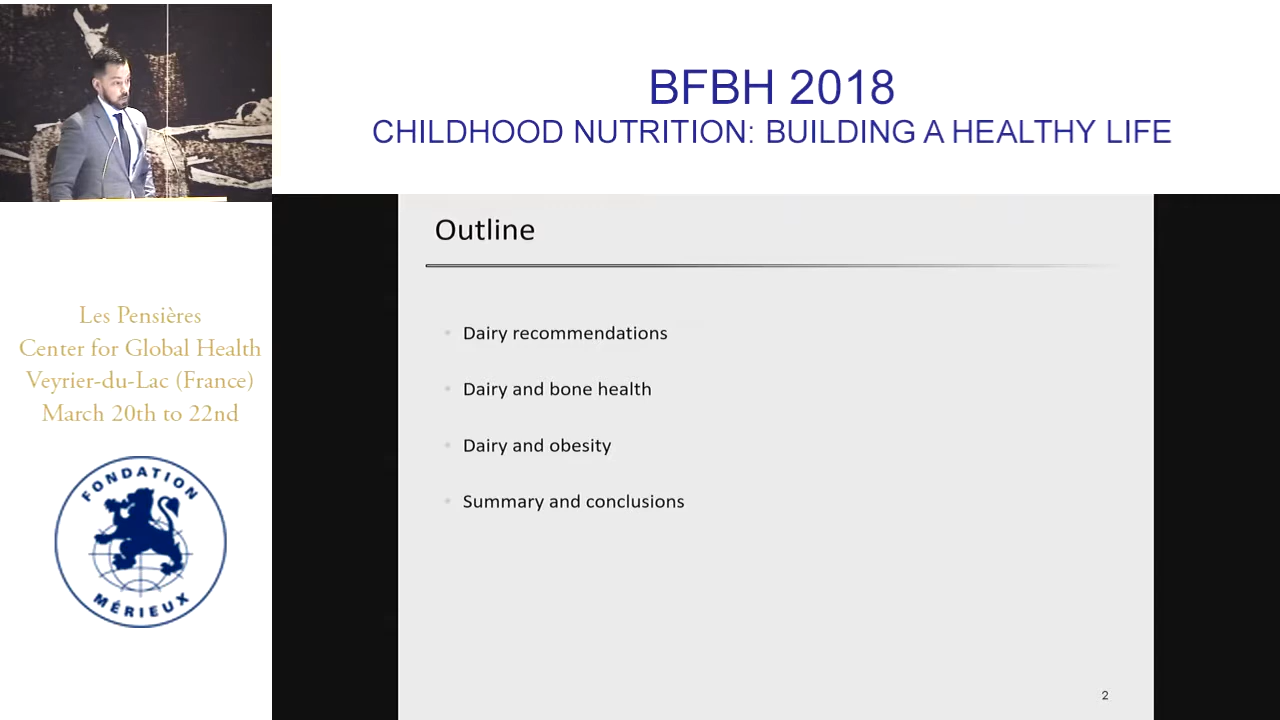 BFBH 2018
CHILDHOOD NUTRITION: BUILDING A HEALTHY LIFE
Outline
Dairy recommendations
Dairy and bone health
Dairy and obesity
Summary and conclusions
2
Les Pensières
Center for Global Health
Veyrier-du-Lac (France)
March 20th to 22nd
FONDATION
MÉRIEUX